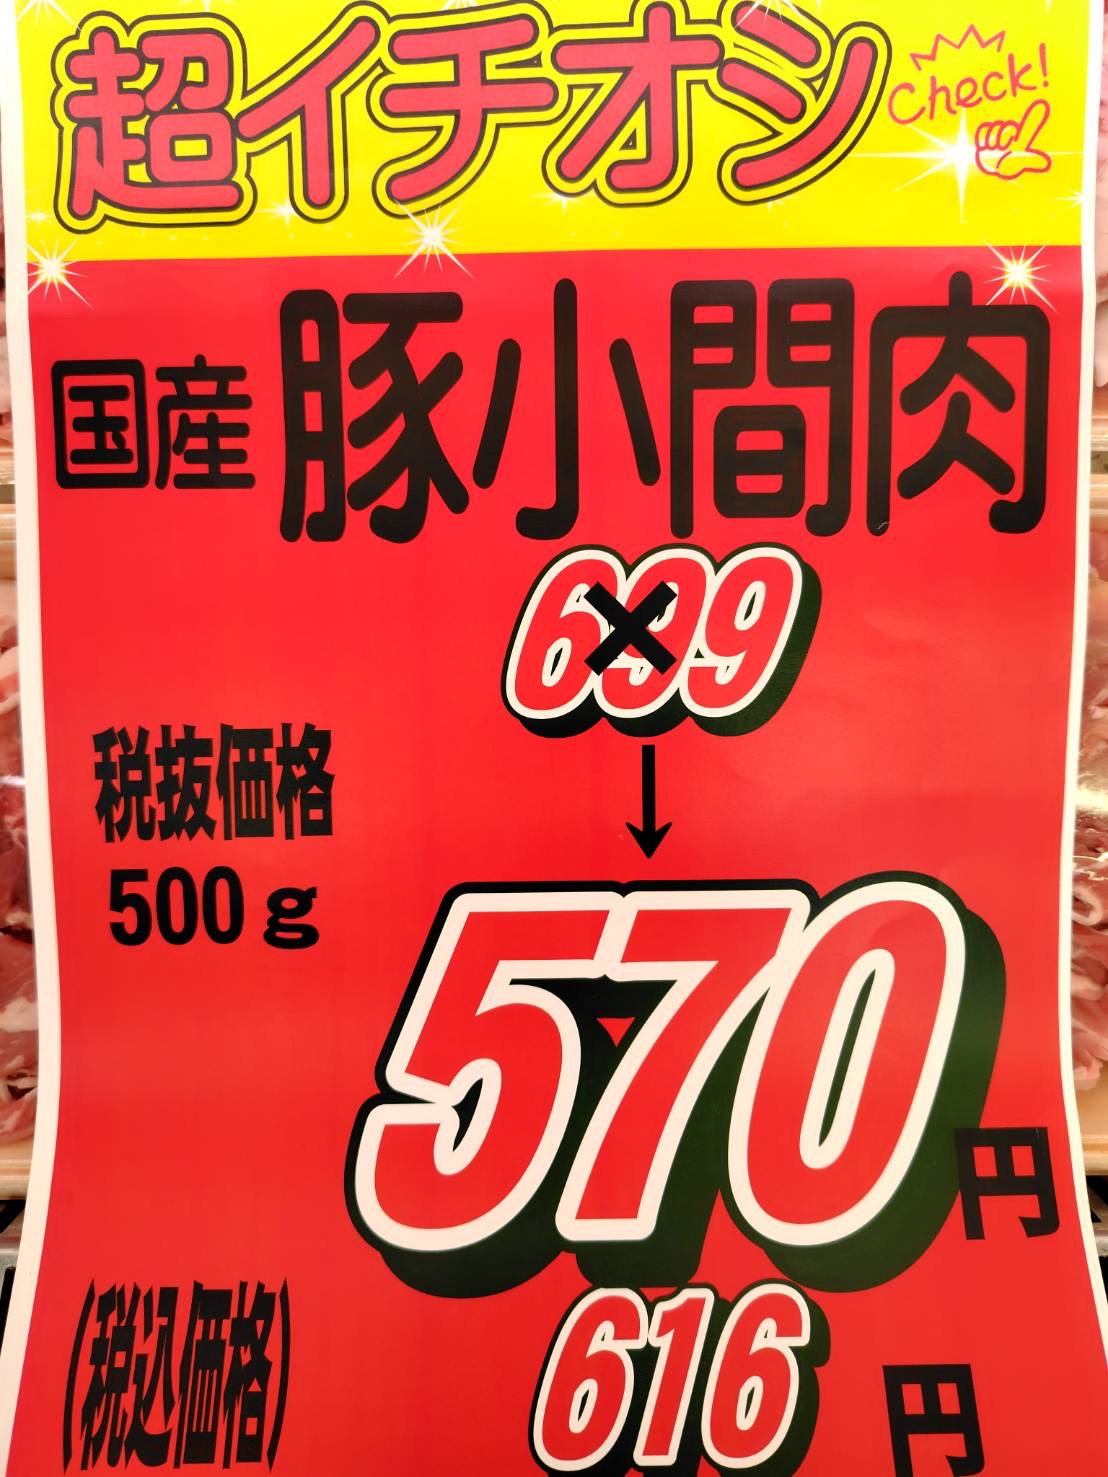 超イチオシ
Check!
国産 豚小間肉
699
↓
税抜価格
500g
570円
(税込価格)
616円